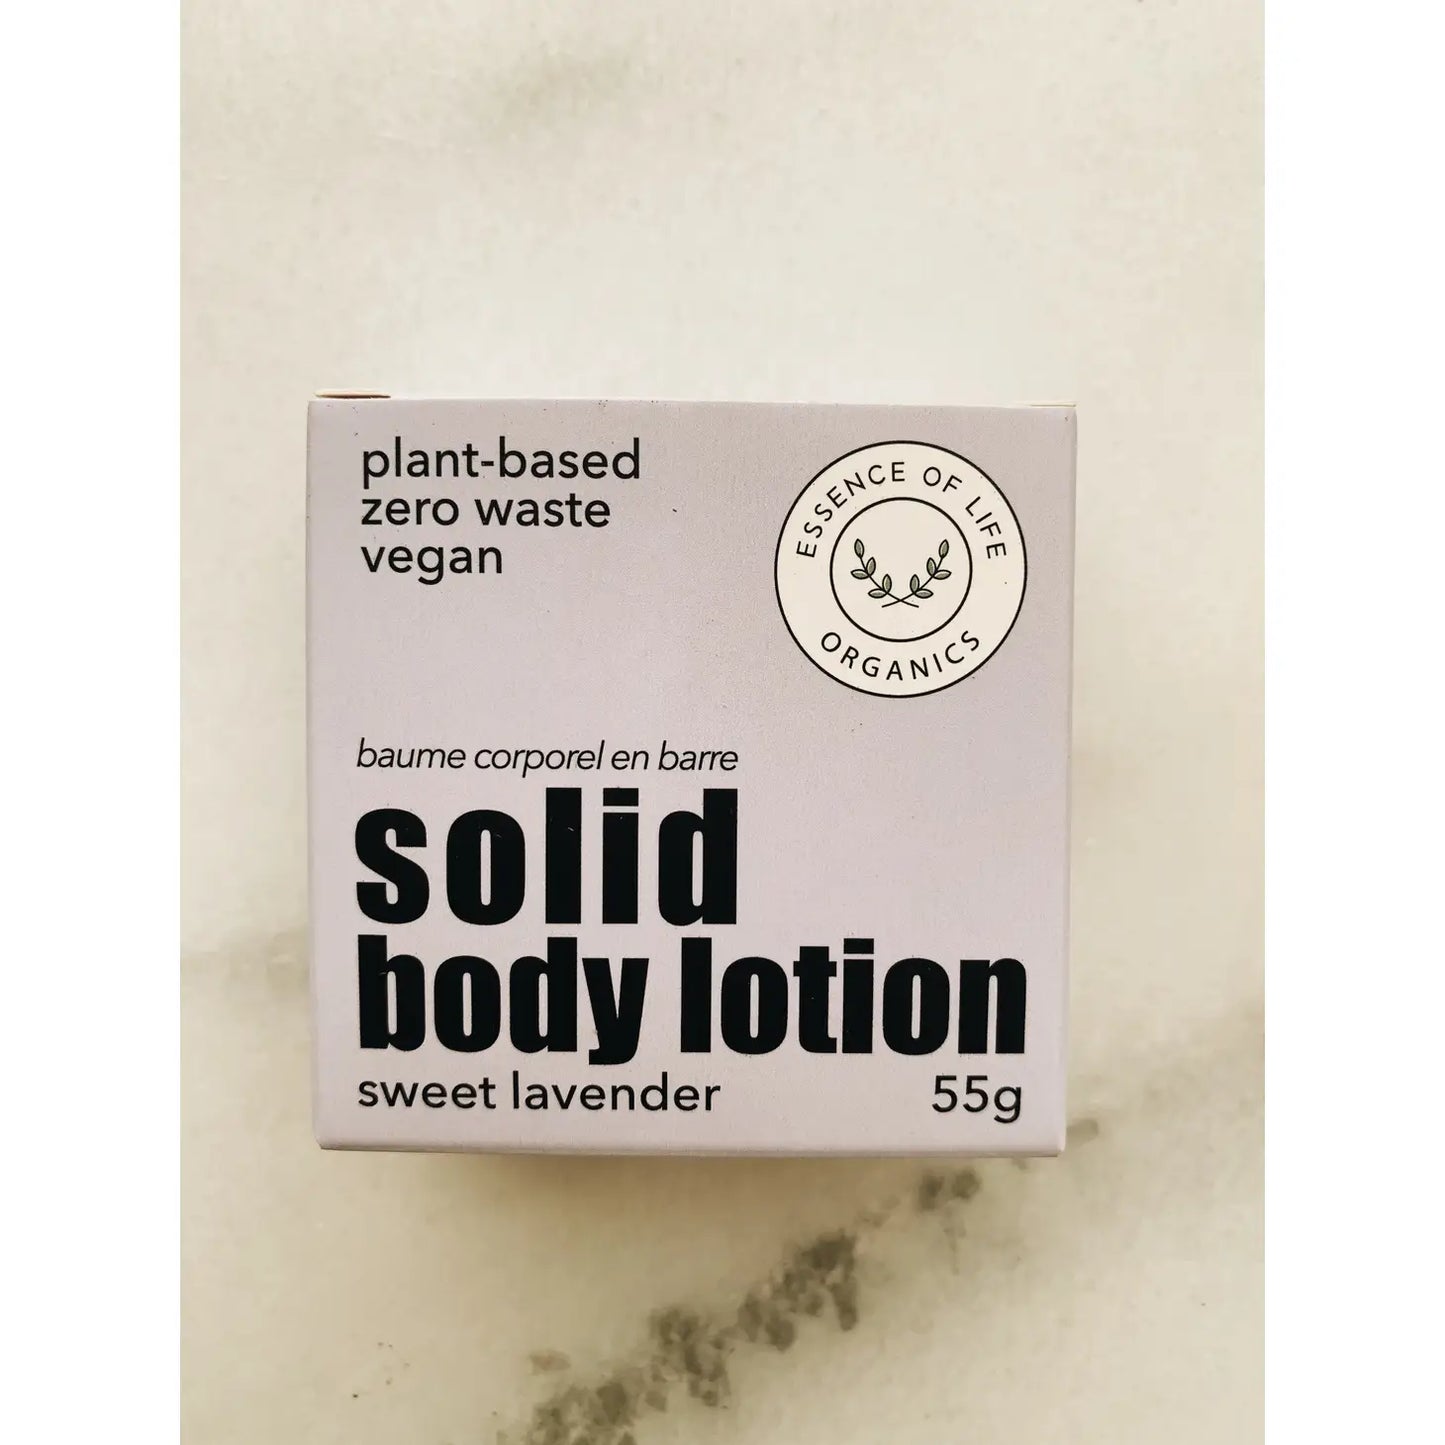 plant-based
zero waste
vegan
ESSENCE OF LIFE
ORGANICS
baume corporel en barre
solid
body lotion
sweet lavender 55g